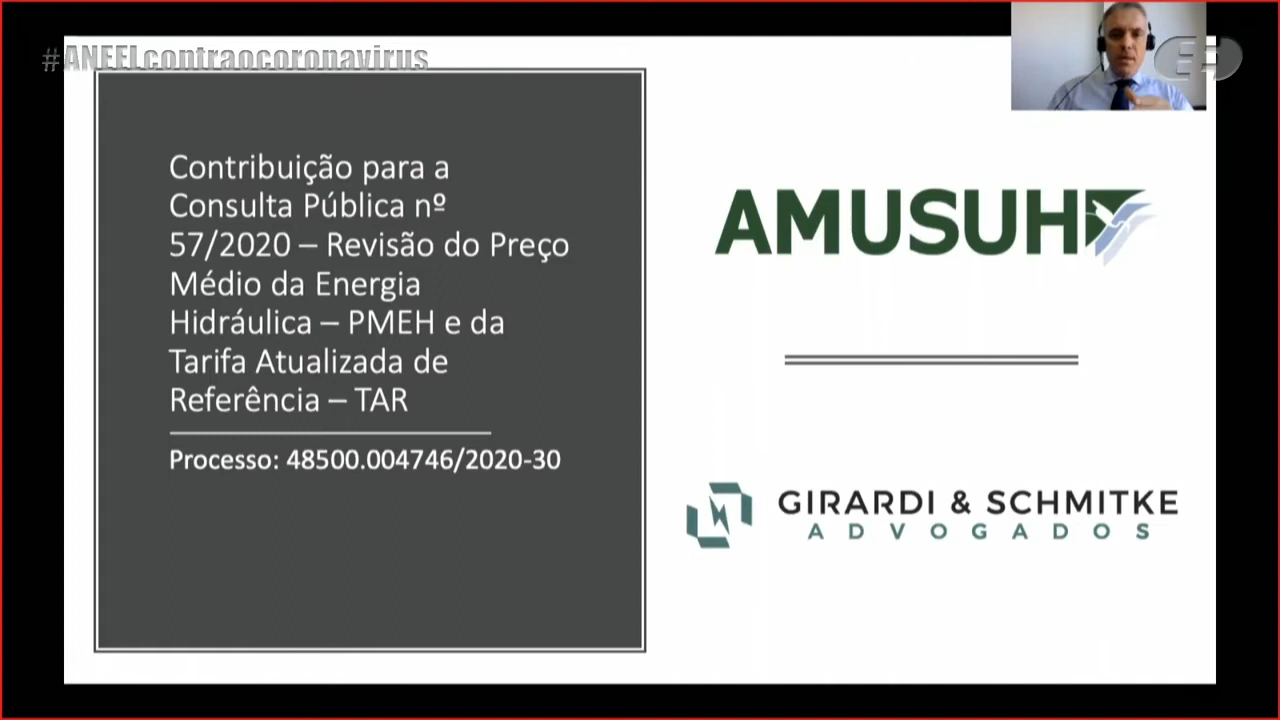 #ANEELcontraocoronavirus
Contribuição para a
Consulta Pública nº
57/2020 – Revisão do Preço
Médio da Energia
Hidráulica – PMEH e da
Tarifa Atualizada de
Referência – TAR
Processo: 48500.004746/2020-30
AMUSUH
GIRARDI & SCHMITKE
ADVOGADOS